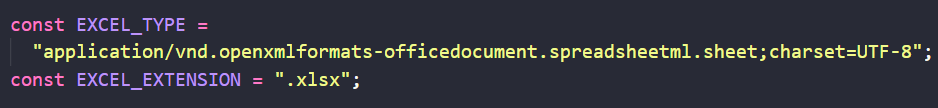 const EXCEL_TYPE =
"application/vnd.openxmlformats-officedocument.spreadsheetml.sheet;charset=UTF-8";
const EXCEL_EXTENSION = ".xlsx";